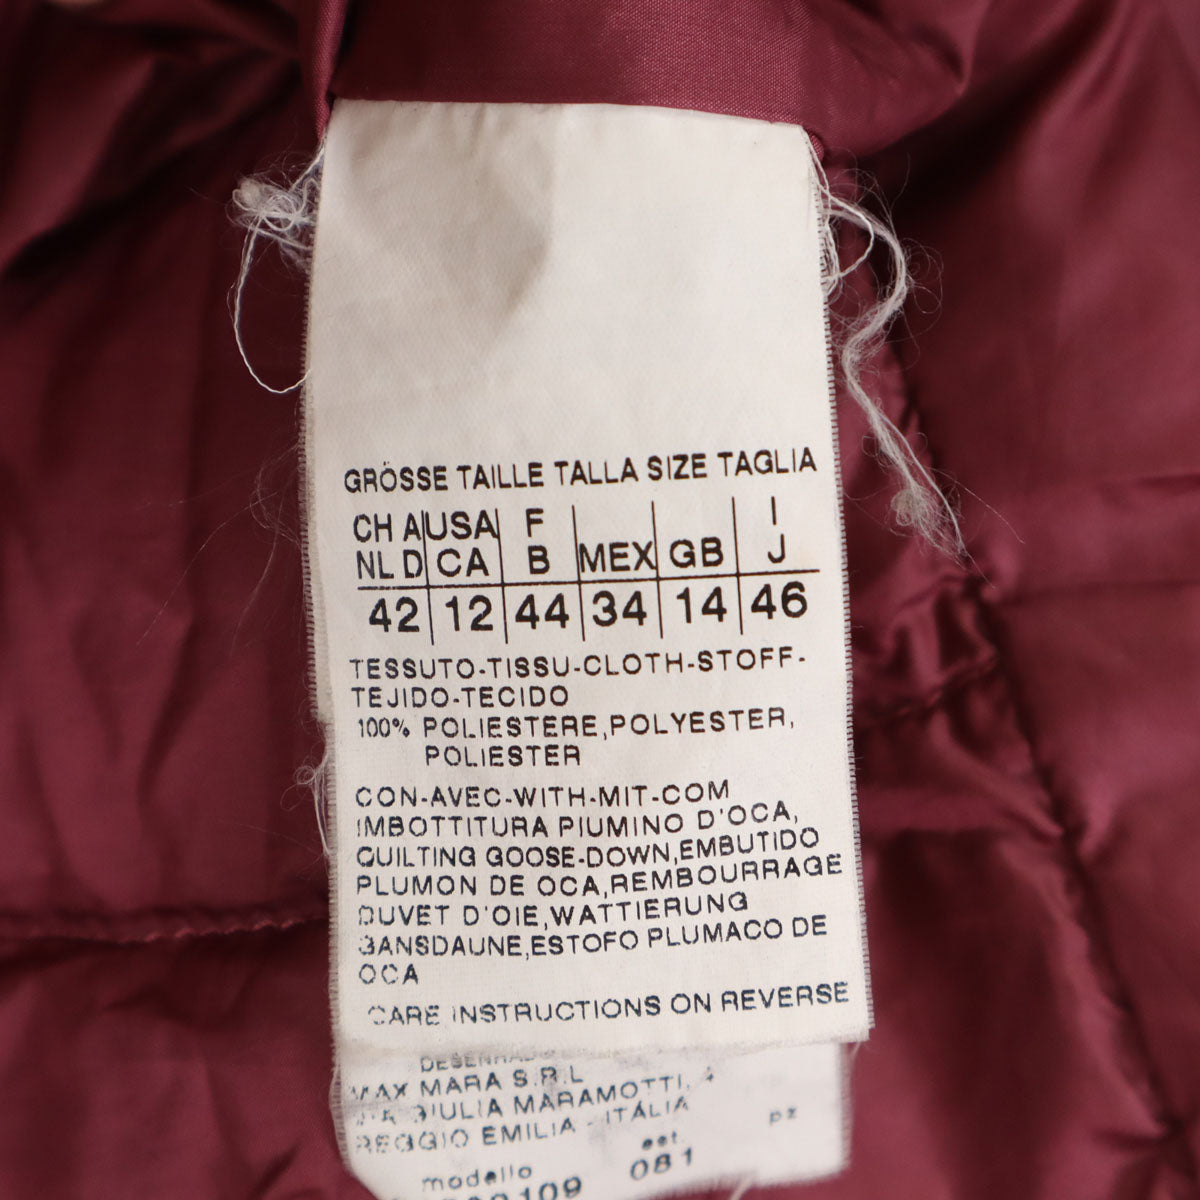 GRÖSSE TAILLE TALLA SIZE TAGLIA
CH A USA F I
NL D CA B MEX GB J
42 12 44 34 14 46
TESSUTO-TISSU-CLOTH-STOFF-
TEJIDO-TECIDO
100% POLIESTERE,POLYESTER,
POLIESTER
CON-AVEC-WITH-MIT-COM
IMBOTTITURA PIUMINO D'OCA,
QUILTING GOOSE-DOWN,EMBUTIDO
PLUMON DE OCA,REMBOURRAGE
DUVET D'OIE,WATTIERUNG
GANSDAUNE,ESTOFO PLUMACO DE
OCA
CARE INSTRUCTIONS ON REVERSE
MAX MARA S.R.L
GIULIA MARAMOTTI, 4
REGGIO EMILIA - ITÁLIA
est. pz
modello 081